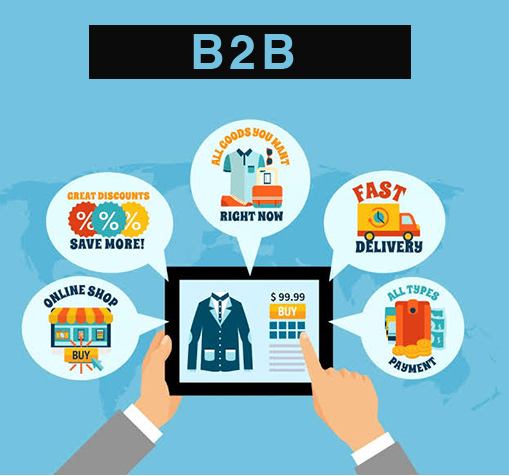 B2B
ALL GOODS YOU WANT
RIGHT NOW
GREAT DISCOUNTS
% % %
SAVE MORE!
FAST
DELIVERY
ONLINE SHOP
BUY
$ 99.99
BUY
ALL TYPES
PAYMENT